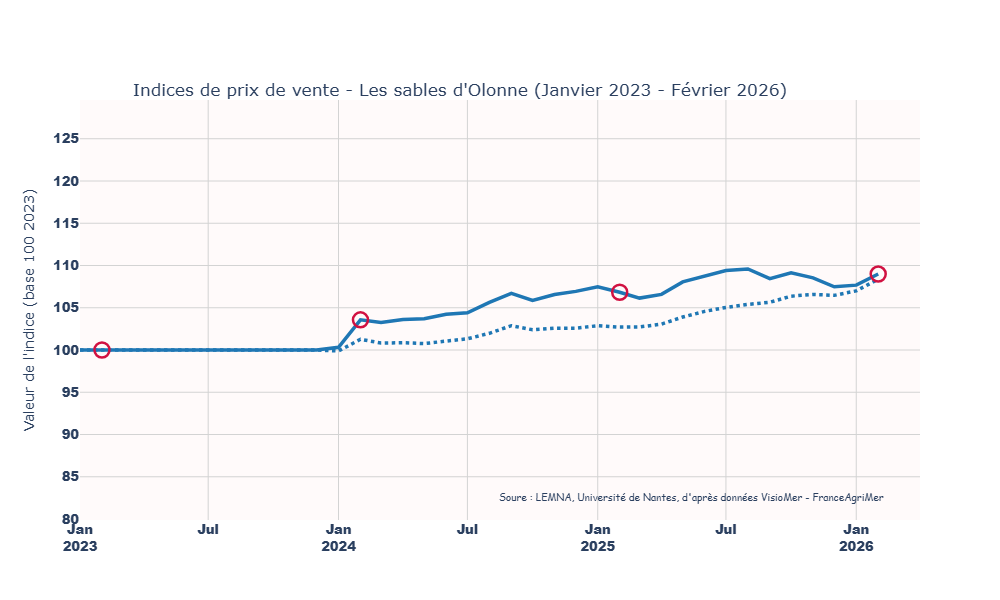 Indices de prix de vente - Les sables d'Olonne (Janvier 2023 - Février 2026)
Valeur de l'indice (base 100 2023)
125
120
115
110
105
100
95
90
85
80
Soure : LEMNA, Université de Nantes, d'après données VisioMer - FranceAgriMer
Jan Jul Jan Jul Jan Jul Jan
2023 2024 2025 2026